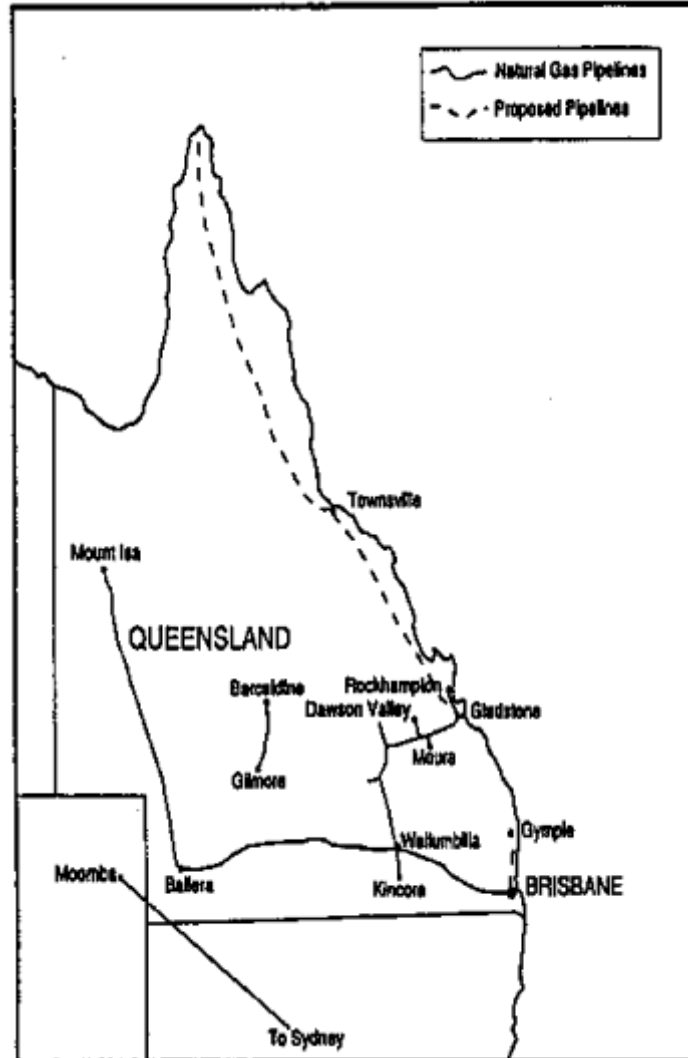 Natural Gas Pipelines
Proposed Pipelines
Townsville
Mount Isa
QUEENSLAND
Barcaldine
Rockhampton
Dawson Valley
Gladstone
Moura
Gilmore
Gympie
Wallumbilla
Moomba
Ballera
Kincora
BRISBANE
To Sydney